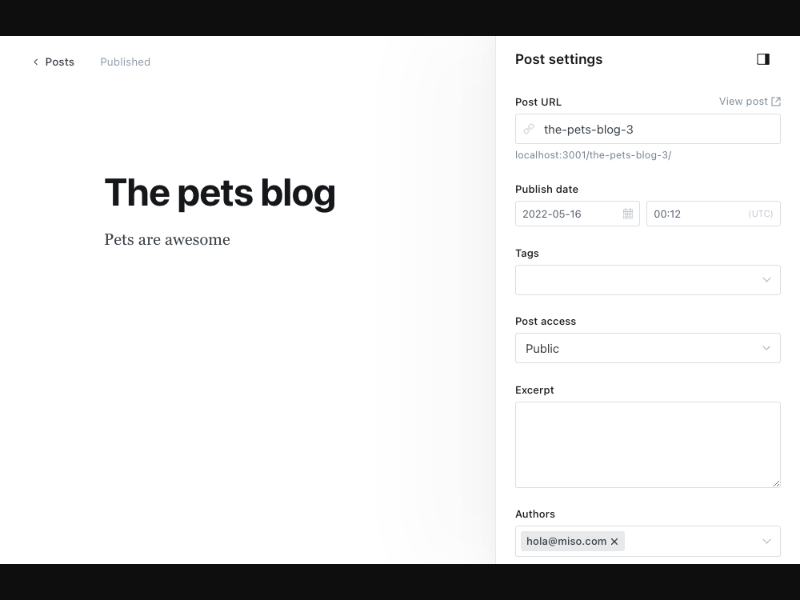 Posts Published
The pets blog
Pets are awesome
Post settings
Post URL View post
the-pets-blog-3
localhost:3001/the-pets-blog-3/
Publish date
2022-05-16 00:12 (UTC)
Tags
Post access
Public
Excerpt
Authors
hola@miso.com ×